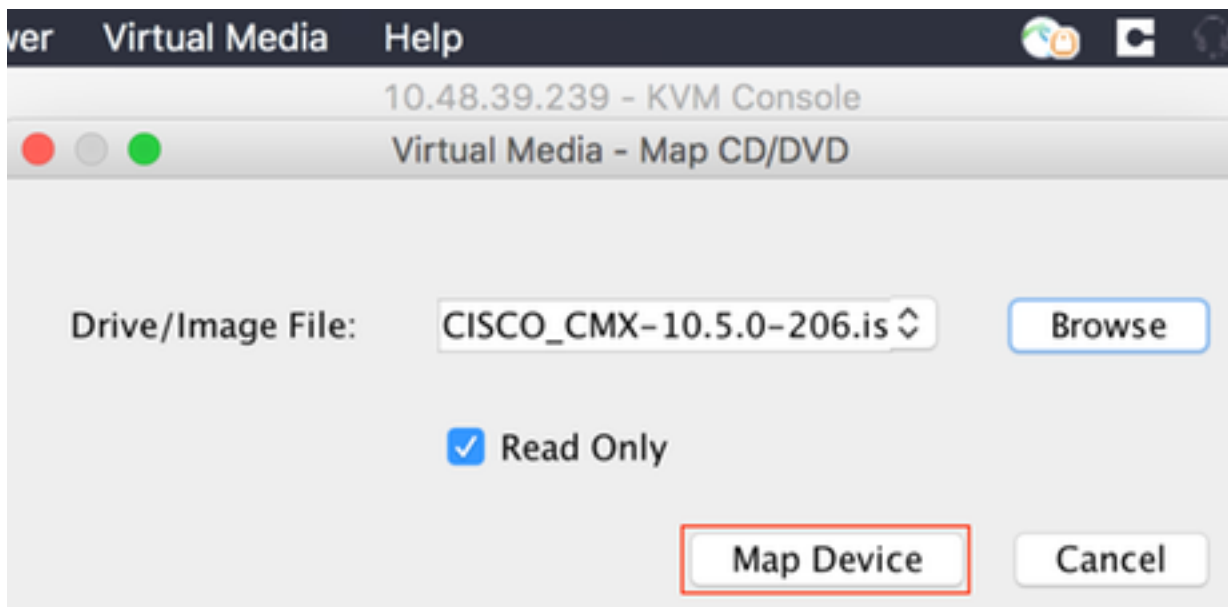 Virtual Media Help
10.48.39.239 - KVM Console
Virtual Media - Map CD/DVD
Drive/Image File: CISCO_CMX-10.5.0-206.is Browse
Read Only
Map Device Cancel